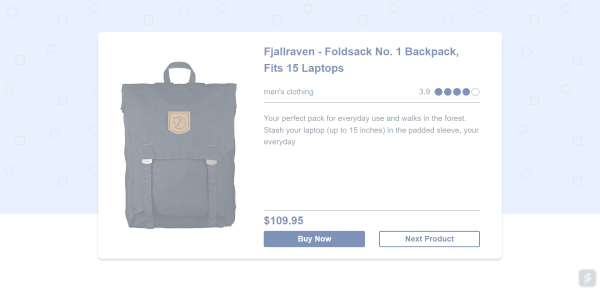 Fjallraven - Foldsack No. 1 Backpack,
Fits 15 Laptops
men's clothing
3.9
Your perfect pack for everyday use and walks in the forest.
Stash your laptop (up to 15 inches) in the padded sleeve, your
everyday
$109.95
Buy Now
Next Product